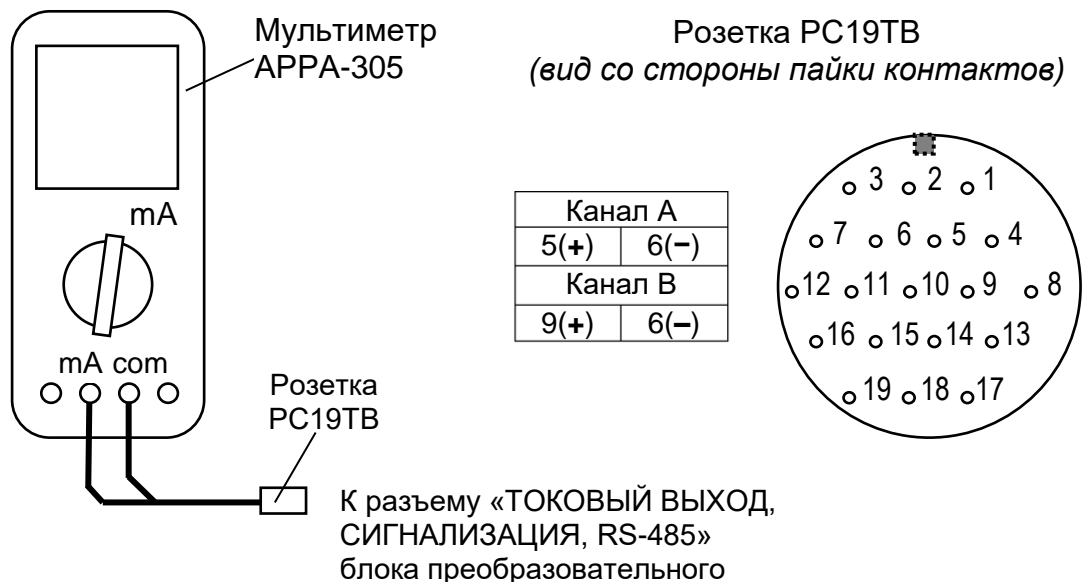 Мультиметр
APPA-305
mA
mA com
Розетка
РС19ТВ
К разъему «ТОКОВЫЙ ВЫХОД,
СИГНАЛИЗАЦИЯ, RS-485»
блока преобразовательного
Розетка РС19ТВ
(вид со стороны пайки контактов)
Канал А
5(+) 6(−)
Канал В
9(+) 6(−)
3 2 1
7 6 5 4
12 11 10 9 8
16 15 14 13
19 18 17